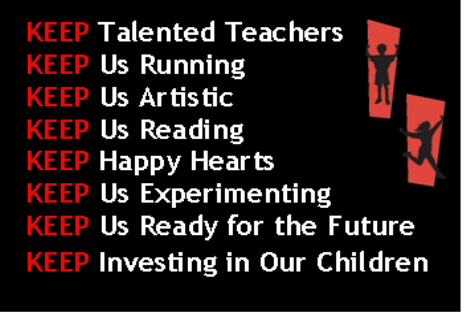 KEEP Talented Teachers
KEEP Us Running
KEEP Us Artistic
KEEP Us Reading
KEEP Happy Hearts
KEEP Us Experimenting
KEEP Us Ready for the Future
KEEP Investing in Our Children